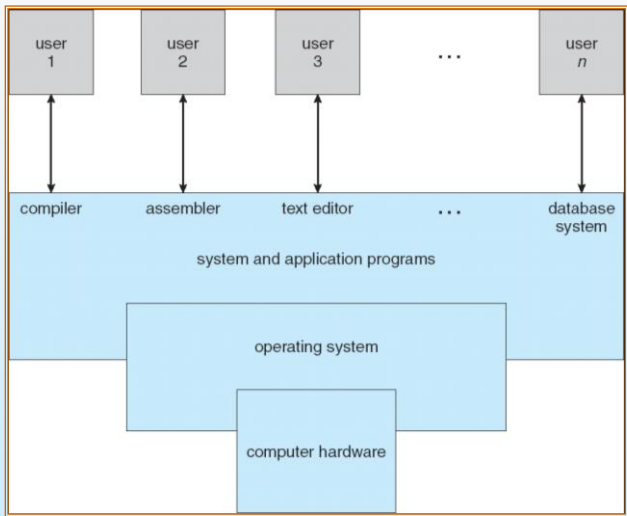 user
1
user
2
user
3
...
user
n
compiler
assembler
text editor
...
database
system
system and application programs
operating system
computer hardware